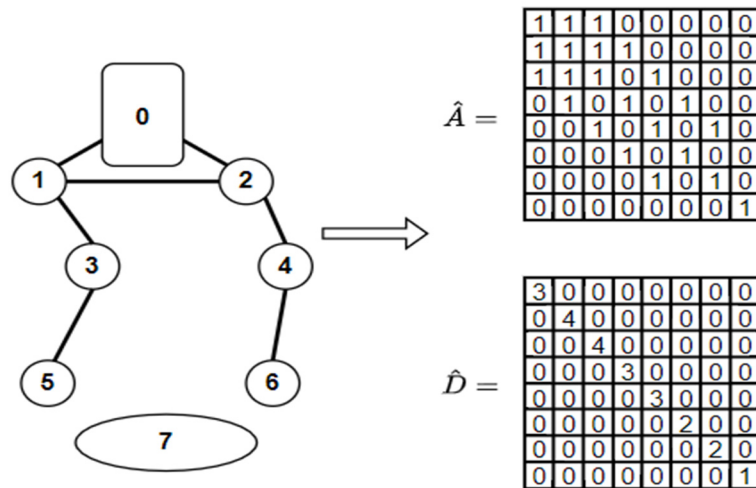 0
1
2
3
4
5
6
7
Â =
1 1 1 0 0 0 0 0
1 1 1 1 0 0 0 0
1 1 1 0 1 0 0 0
0 1 0 1 0 1 0 0
0 0 1 0 1 0 1 0
0 0 0 1 0 1 0 0
0 0 0 0 1 0 1 0
0 0 0 0 0 0 0 1
D̂ =
3 0 0 0 0 0 0 0
0 4 0 0 0 0 0 0
0 0 4 0 0 0 0 0
0 0 0 3 0 0 0 0
0 0 0 0 3 0 0 0
0 0 0 0 0 2 0 0
0 0 0 0 0 0 2 0
0 0 0 0 0 0 0 1